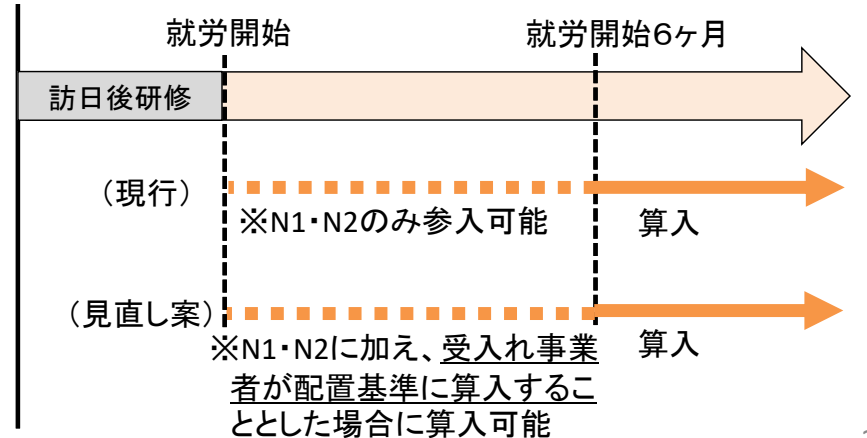 就労開始
就労開始6ヶ月
訪日後研修
（現行）
※N1・N2のみ参入可能
算入
（見直し案）
※N1・N2に加え、受入れ事業
者が配置基準に算入するこ
ととした場合に算入可能
算入